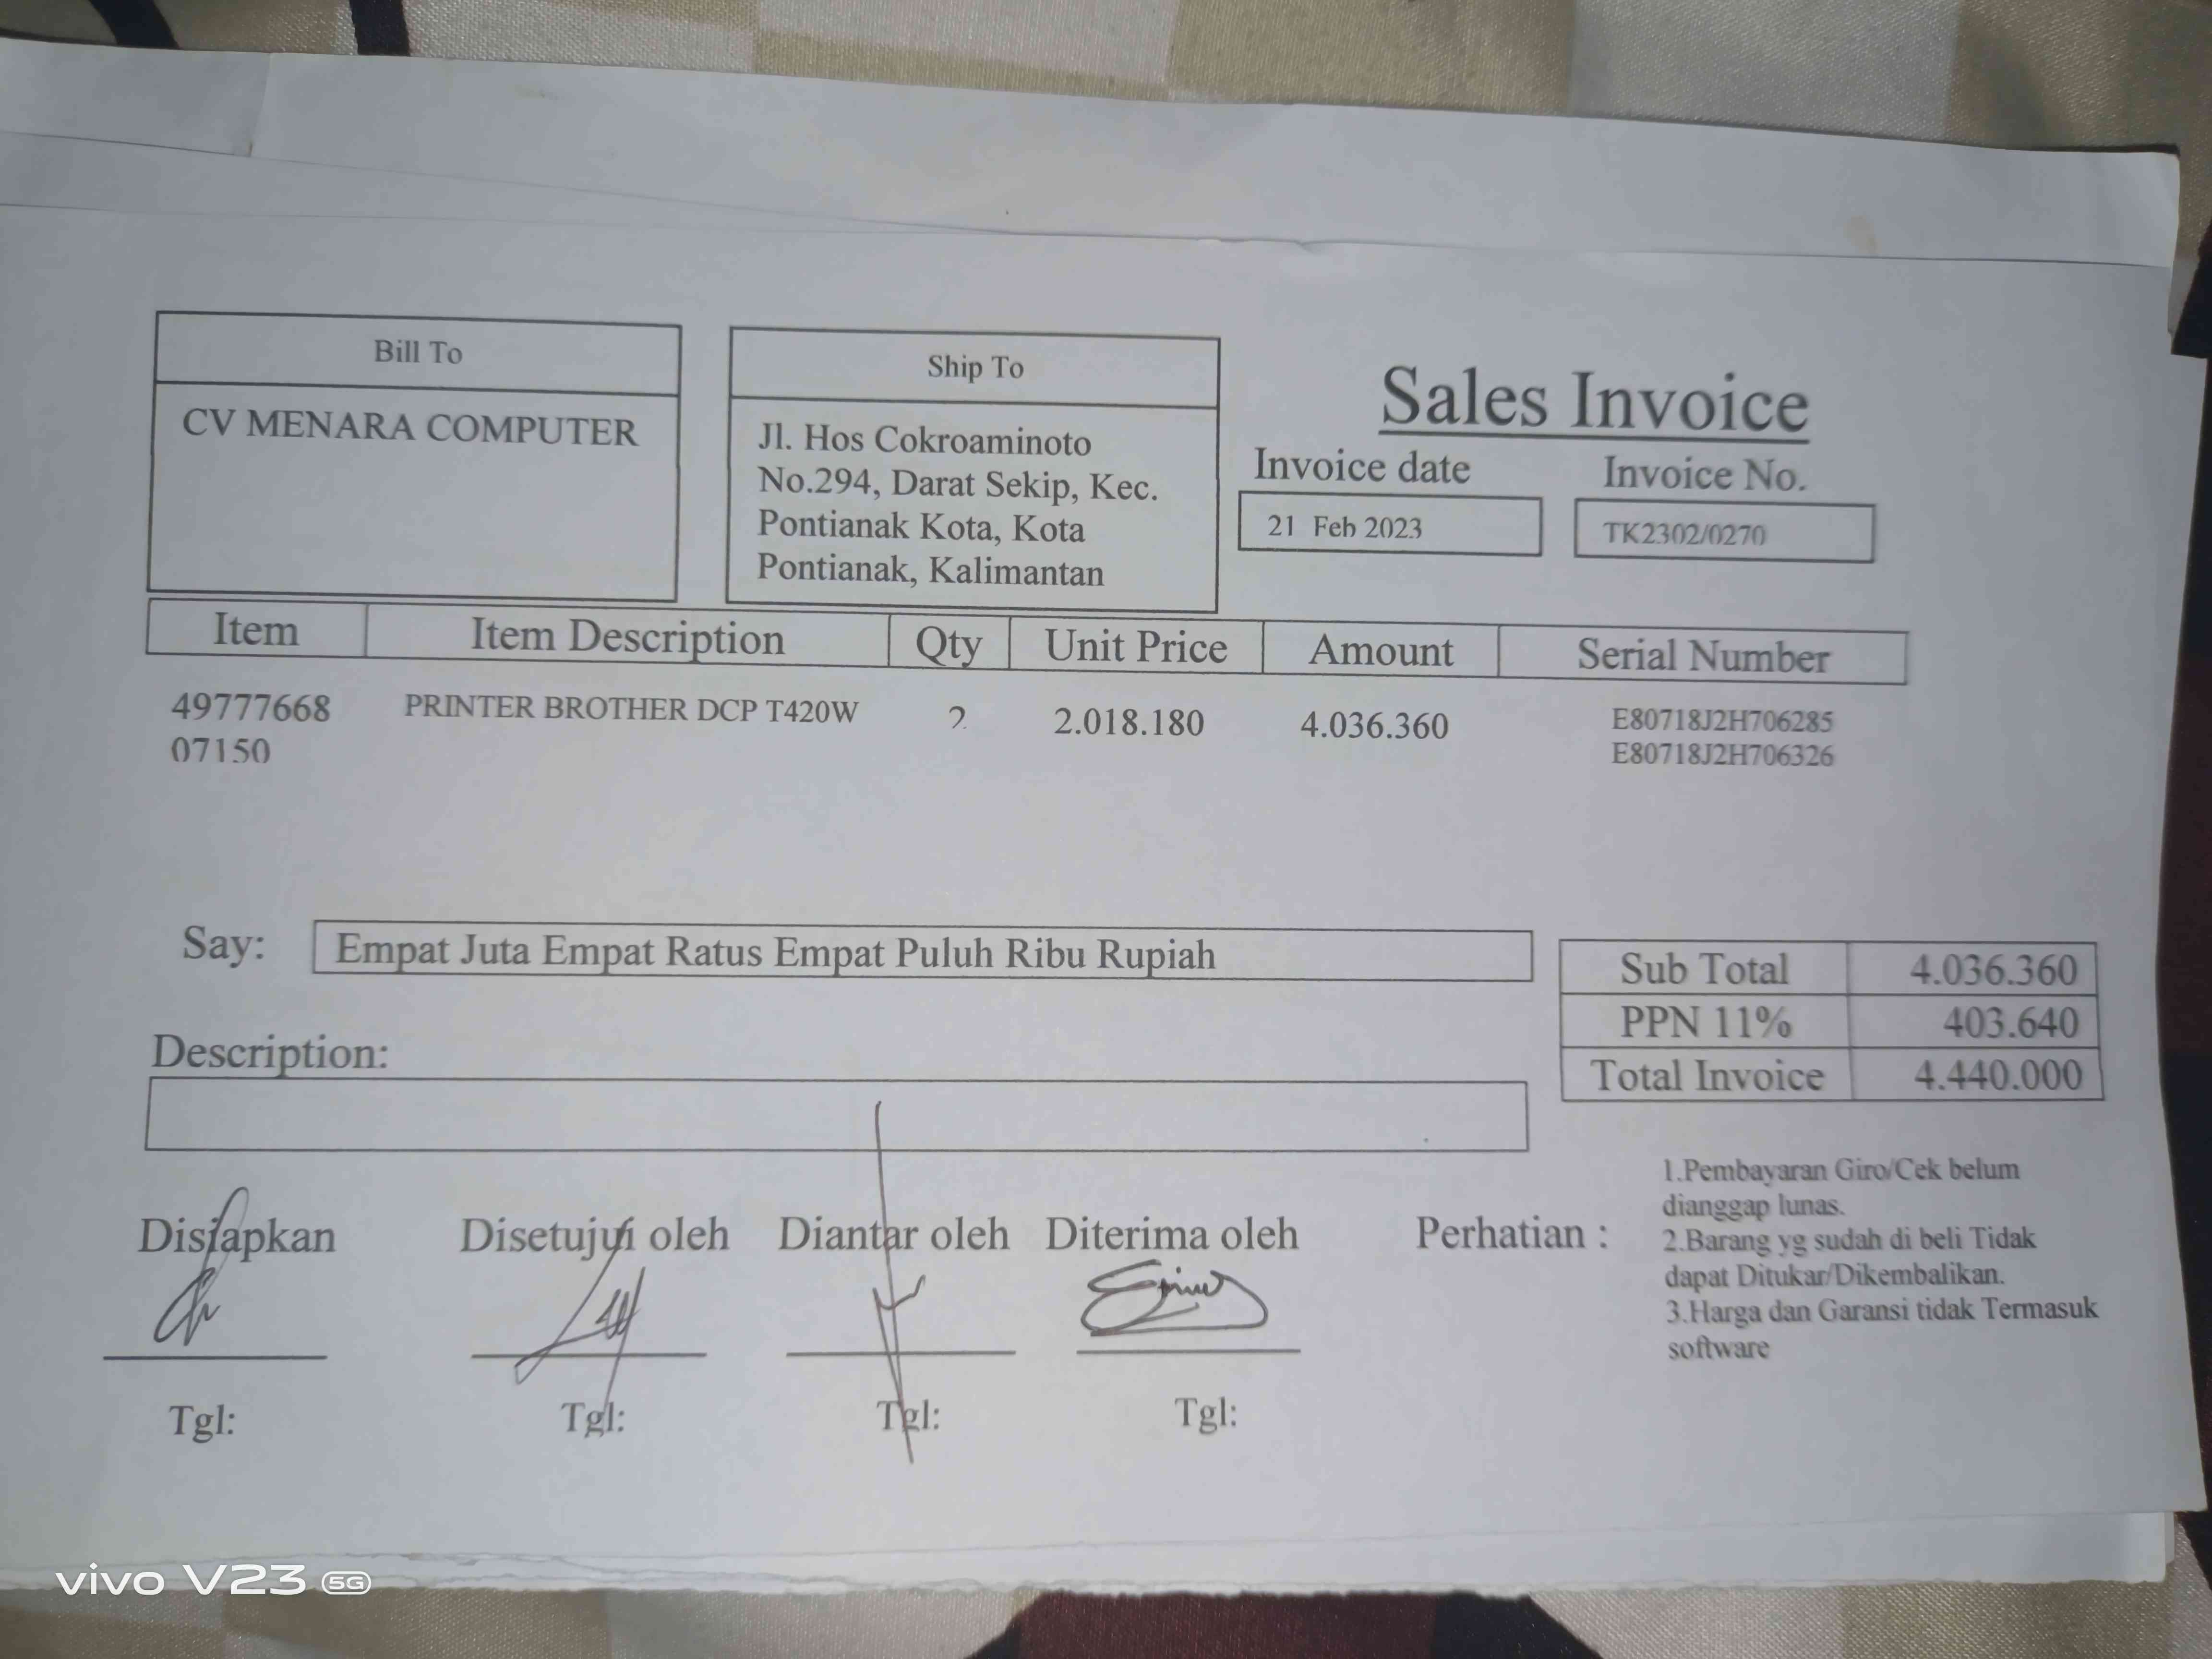 Bill To
CV MENARA COMPUTER
Ship To
Jl. Hos Cokroaminoto
No.294, Darat Sekip, Kec.
Pontianak Kota, Kota
Pontianak, Kalimantan
Sales Invoice
Invoice date
Invoice No.
21 Feb 2023
TK2302/0270
Item
Item Description
Qty
Unit Price
Amount
Serial Number
49777668
07150
PRINTER BROTHER DCP T420W
2
2.018.180
4.036.360
E80718J2H706285
E80718J2H706326
Say:
Empat Juta Empat Ratus Empat Puluh Ribu Rupiah
Sub Total 4.036.360
PPN 11% 403.640
Total Invoice 4.440.000
Description:
Disiapkan
Disetujui oleh
Diantar oleh
Diterima oleh
Perhatian :
1.Pembayaran Giro/Cek belum
dianggap lunas.
2.Barang yg sudah di beli Tidak
dapat Ditukar/Dikembalikan.
3.Harga dan Garansi tidak Termasuk
software
Tgl:
Tgl:
Tgl:
Tgl:
vivo V23 5G